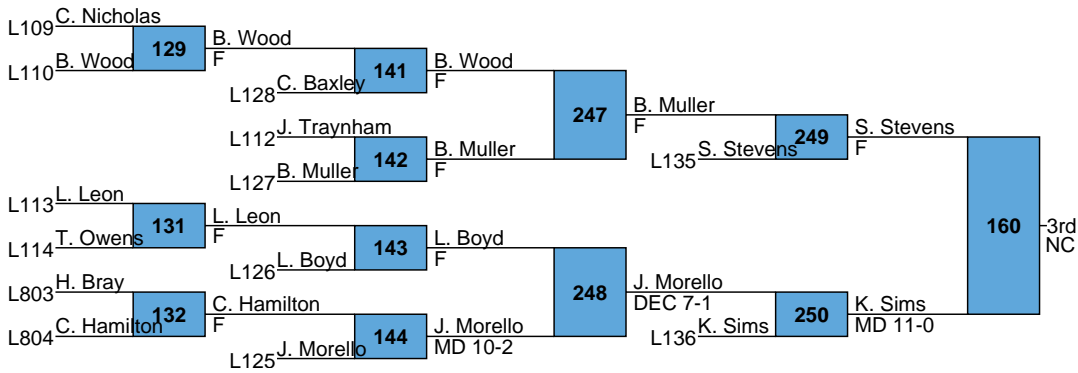 L109 C. Nicholas
129
L110 B. Wood
B. Wood
F
141
L128 C. Baxley
B. Wood
F
247
L112 J. Traynham
142
L127 B. Muller
B. Muller
F
B. Muller
F
249
L135 S. Stevens
S. Stevens
F
160
3rd
NC
L113 L. Leon
131
L114 T. Owens
L. Leon
F
143
L126 L. Boyd
L. Boyd
F
248
L803 H. Bray
132
L804 C. Hamilton
C. Hamilton
F
144
L125 J. Morello
J. Morello
MD 10-2
J. Morello
DEC 7-1
250
L136 K. Sims
K. Sims
MD 11-0